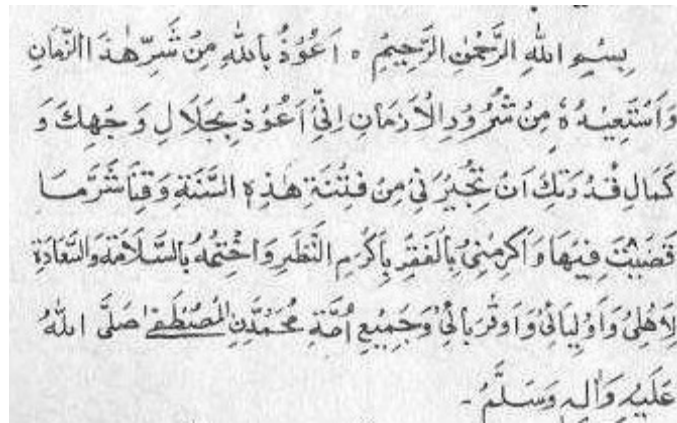 بِسْمِ اللهِ الرَّحْمٰنِ الرَّحِيْمِ ○ اَعُوْذُ بِاللهِ مِنْ شَرِّ هٰذَا الزَّمَانِ
وَاَسْتَعِيْذُهٗ مِنْ شُرُوْرِ الْاَزْمَانِ اِنِّيْ اَعُوْذُ بِجَلَالِ وَجْهِكَ وَ
كَمَالِ قُدْرَتِكَ اَنْ تُجِيْرَنِيْ مِنْ فِتْنَةِ هٰذِهِ السَّنَةِ وَقِنَا شَرَّمَا
قَضَيْتَ فِيْهَا وَاَكْرِمْنِيْ بِالْفَقْرِ بِاَكْرَمِ النَّظَرِ وَاخْتِمْهُ بِالسَّلَامَةِ وَالسَّعَادَةِ
لِاَهْلِيْ وَاَوْلِيَائِيْ وَاَقْرَبَائِيْ وَجَمِيْعِ اُمَّةِ مُحَمَّدِنِ الْمُصْطَفٰى صَلَّى اللهُ
عَلَيْهِ وَاٰلِهٖ وَسَلَّمَ -